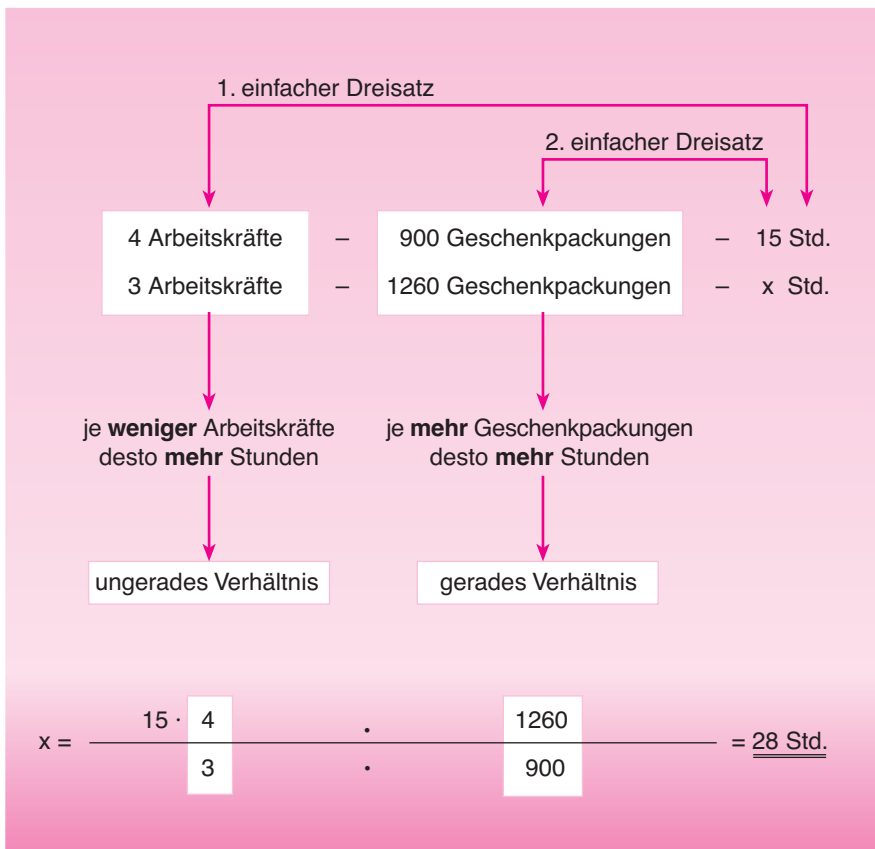 1. einfacher Dreisatz
2. einfacher Dreisatz
4 Arbeitskräfte – 900 Geschenkpackungen – 15 Std.
3 Arbeitskräfte – 1260 Geschenkpackungen – x Std.
je weniger Arbeitskräfte je mehr Geschenkpackungen
desto mehr Stunden desto mehr Stunden
ungerades Verhältnis gerades Verhältnis
15 · 4 · 1260
x = = 28 Std.
3 · 900